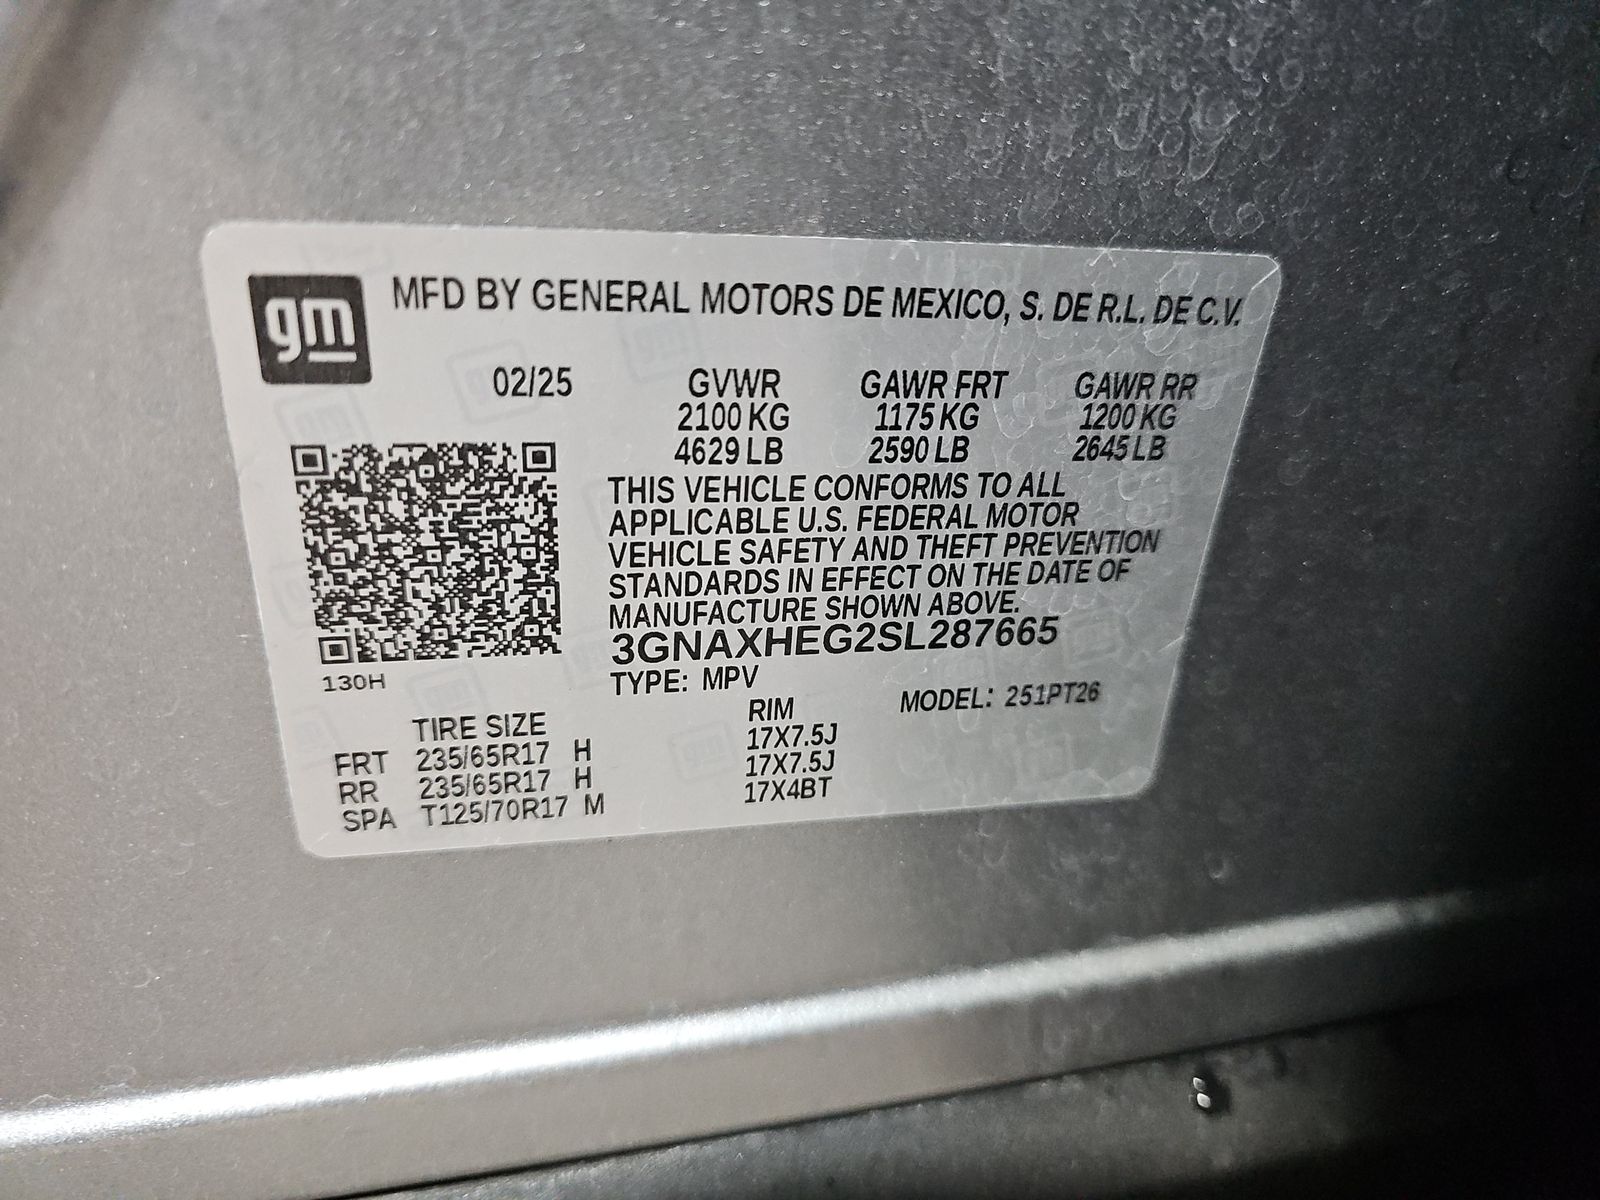 gm
MFD BY GENERAL MOTORS DE MEXICO, S. DE R.L. DE C.V.
02/25 GVWR GAWR FRT GAWR RR
2100 KG 1175 KG 1200 KG
4629 LB 2590 LB 2645 LB
THIS VEHICLE CONFORMS TO ALL
APPLICABLE U.S. FEDERAL MOTOR
VEHICLE SAFETY AND THEFT PREVENTION
STANDARDS IN EFFECT ON THE DATE OF
MANUFACTURE SHOWN ABOVE.
3GNAXHEG2SL287665
130H
TYPE: MPV
MODEL: 251PT26
TIRE SIZE RIM
FRT 235/65R17 H 17X7.5J
RR 235/65R17 H 17X7.5J
SPA T125/70R17 M 17X4BT